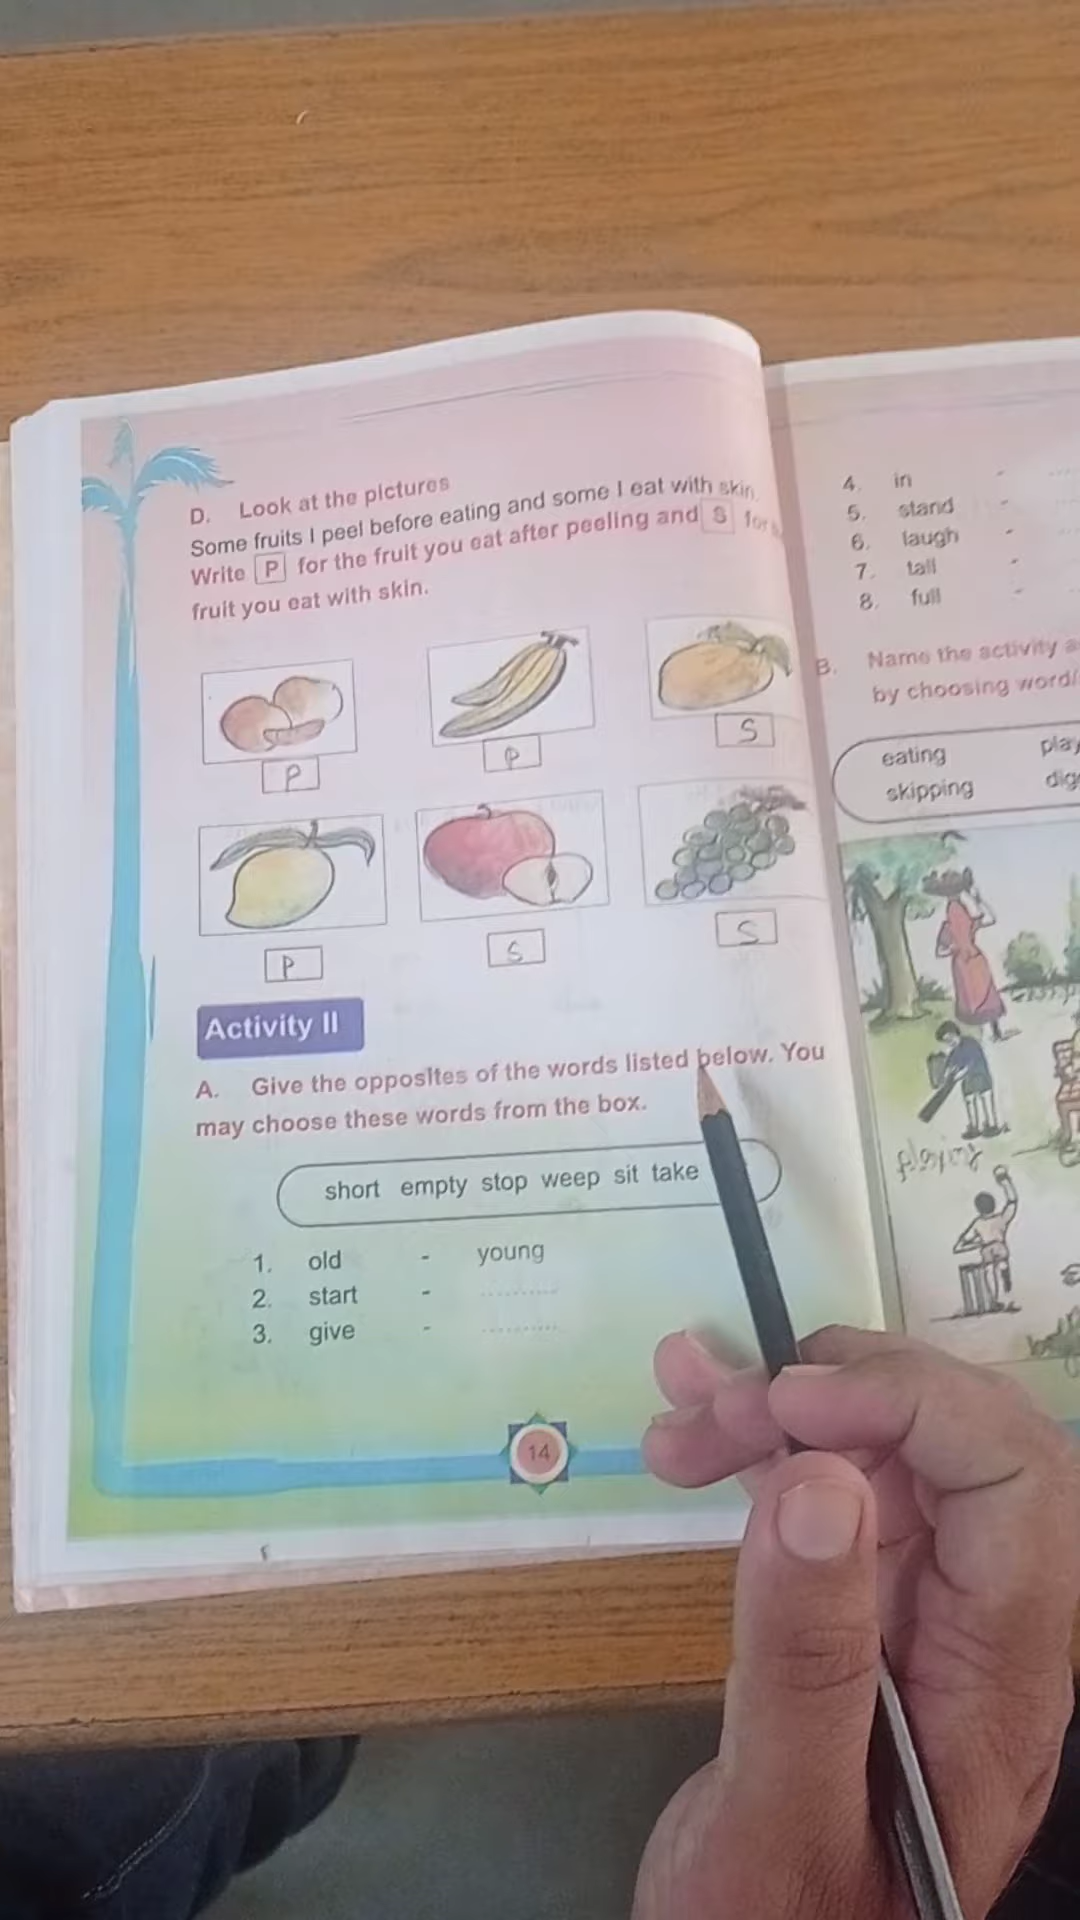 D. Look at the pictures
Some fruits I peel before eating and some I eat with skin
Write P for the fruit you eat after peeling and S for
fruit you eat with skin.
P
P
S
P
S
S
Activity II
A. Give the opposites of the words listed below. You
may choose these words from the box.
short empty stop weep sit take
1. old - young
2. start -
3. give -
14
4. in -
5. stand -
6. laugh -
7. tall -
8. full -
B. Name the activity
by choosing word/
eating
skipping
playing